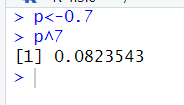 > p<-0.7
> p^7
[1] 0.0823543
>